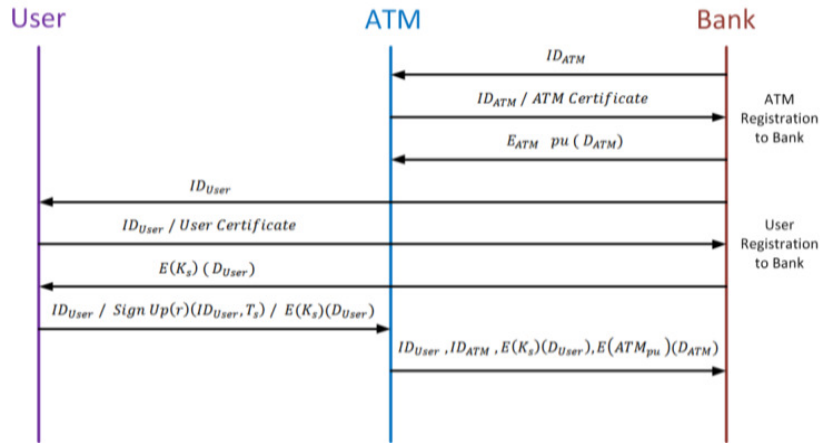 User ATM Bank
ID_ATM
ID_ATM / ATM Certificate
E_ATM pu ( D_ATM)
ATM
Registration
to Bank
ID_User
ID_User / User Certificate
E(K_s) ( D_User)
User
Registration
to Bank
ID_User / Sign Up(r)(ID_User, T_s) / E(K_s)(D_User)
ID_User ,ID_ATM ,E(K_s)(D_User),E(ATM_pu )(D_ATM)